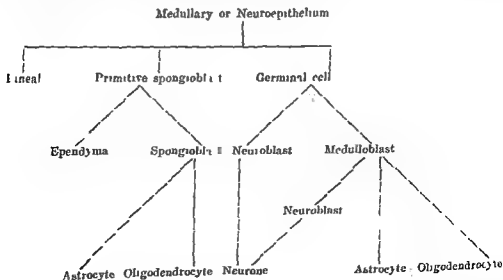 Medullary or Neuroepithelium
Primitive Germinal cell
Ependyma Neuroblast Medulloblast
Neuroblast
Astrocyte Oligodendrocyte Neurone Astrocyte Oligodendrocyte